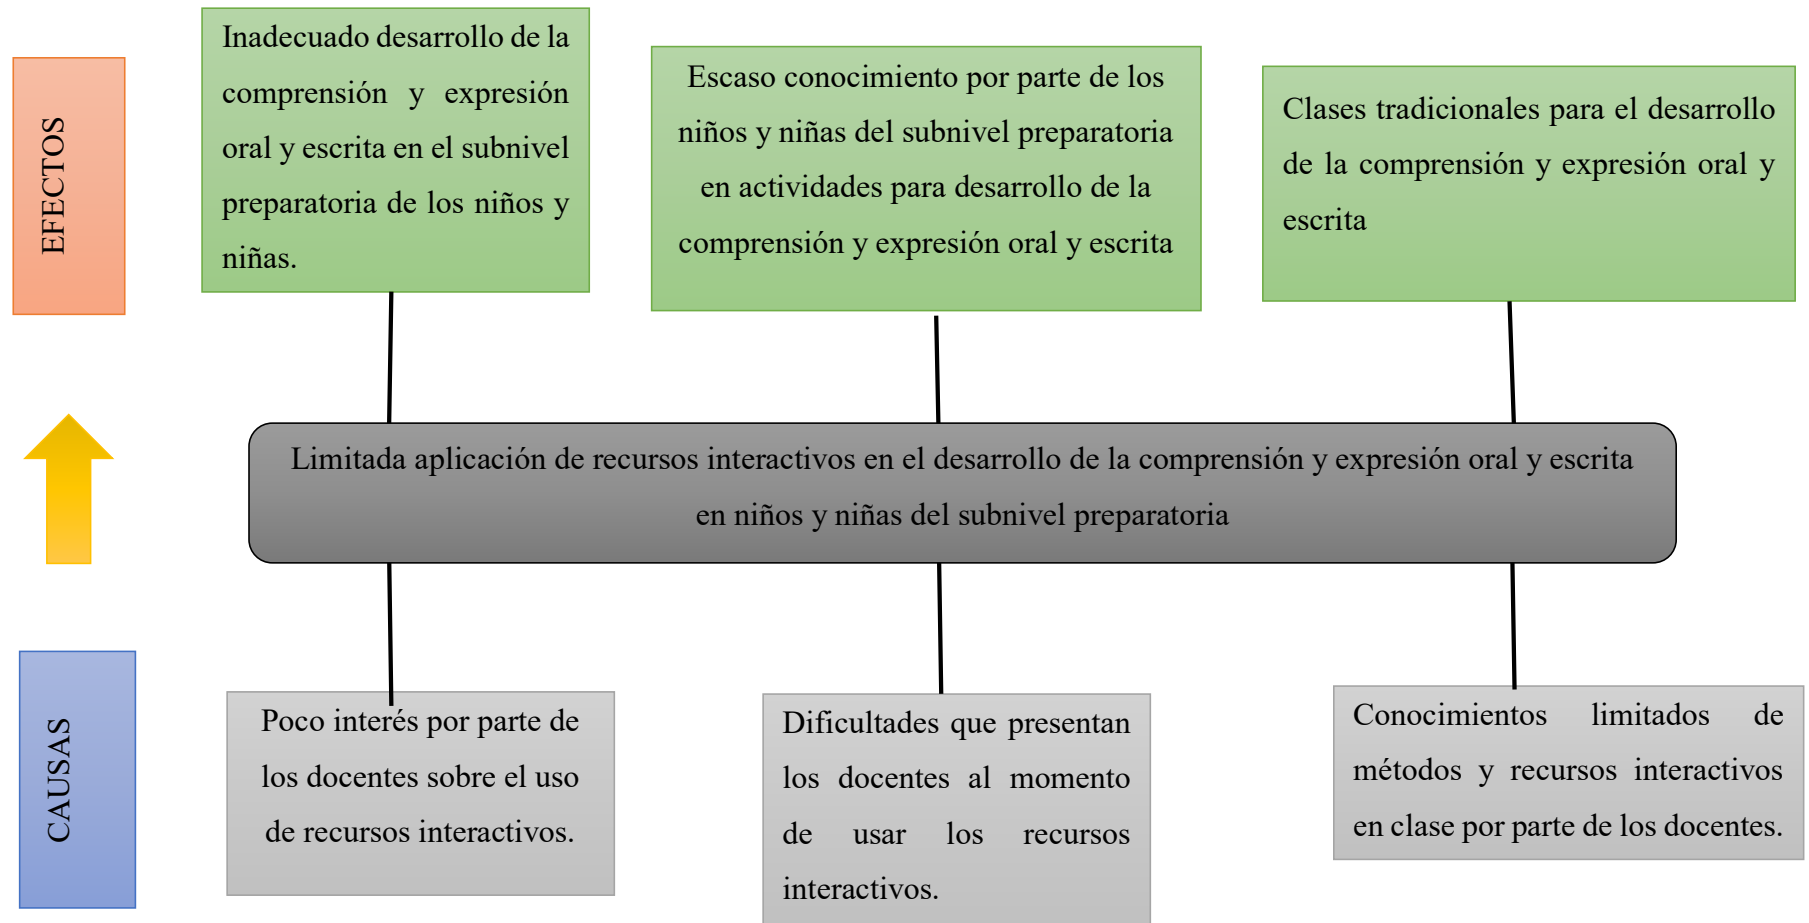 EFECTOS
Inadecuado desarrollo de la
comprensión y expresión
oral y escrita en el subnivel
preparatoria de los niños y
niñas.
Escaso conocimiento por parte de los
niños y niñas del subnivel preparatoria
en actividades para desarrollo de la
comprensión y expresión oral y escrita
Clases tradicionales para el desarrollo
de la comprensión y expresión oral y
escrita
Limitada aplicación de recursos interactivos en el desarrollo de la comprensión y expresión oral y escrita
en niños y niñas del subnivel preparatoria
CAUSAS
Poco interés por parte de
los docentes sobre el uso
de recursos interactivos.
Dificultades que presentan
los docentes al momento
de usar los recursos
interactivos.
Conocimientos limitados de
métodos y recursos interactivos
en clase por parte de los docentes.